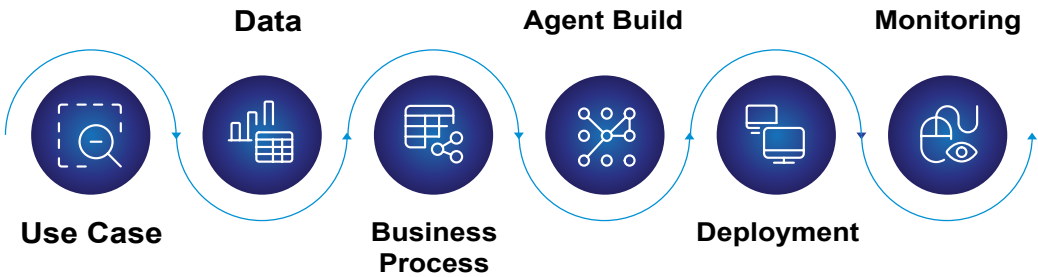 Use Case
Data
Business
Process
Agent Build
Deployment
Monitoring